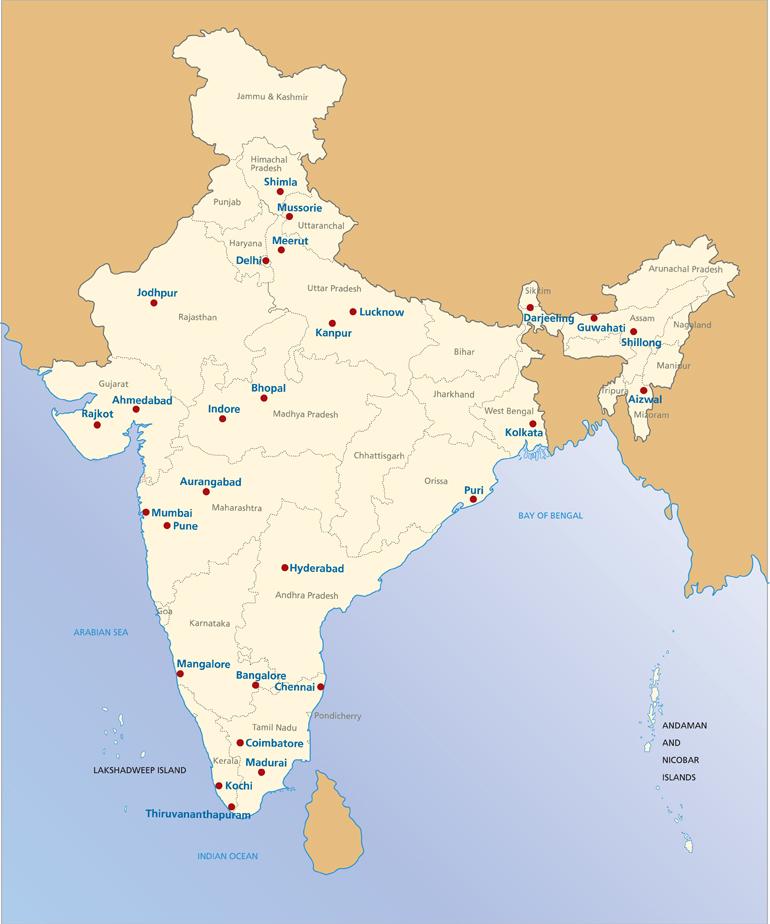 Jammu & Kashmir
Himachal
Pradesh
Shimla
Punjab
Mussorie
Uttaranchal
Haryana
Meerut
Delhi
Arunachal Pradesh
Uttar Pradesh
Sikkim
Jodhpur
Rajasthan
Lucknow
Kanpur
Darjeeling
Guwahati
Assam
Nagaland
Shillong
Bihar
Manipur
Gujarat
Bhopal
Jharkhand
Tripura
Aizwal
Mizoram
Ahmedabad
Rajkot
Indore
Madhya Pradesh
West Bengal
Kolkata
Chhattisgarh
Orissa
Aurangabad
Puri
Maharashtra
Mumbai
Pune
BAY OF BENGAL
Hyderabad
Andhra Pradesh
Goa
Karnataka
ARABIAN SEA
Mangalore
Bangalore
Chennai
Pondicherry
Tamil Nadu
Coimbatore
Kerala
Madurai
LAKSHADWEEP ISLAND
Kochi
Thiruvananthapuram
ANDAMAN
AND
NICOBAR
ISLANDS
INDIAN OCEAN